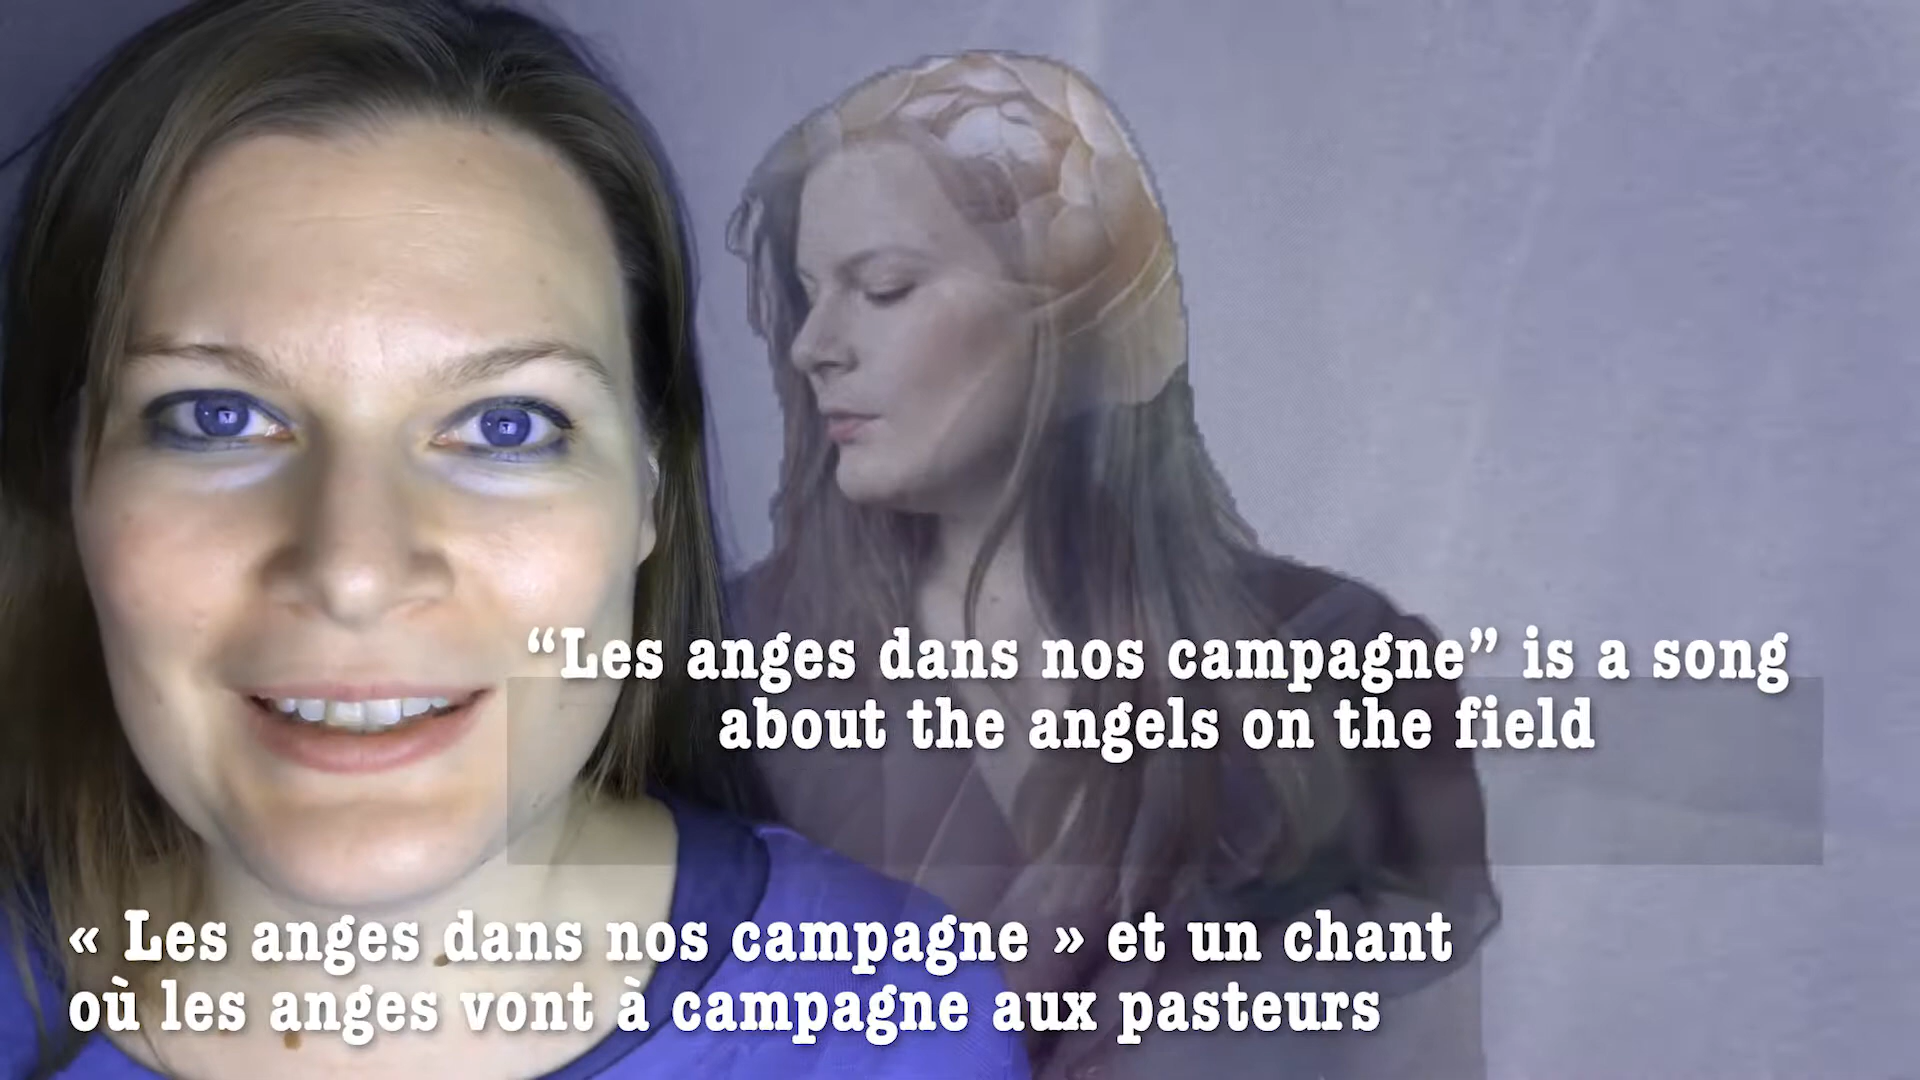 “Les anges dans nos campagne” is a song
about the angels on the field
« Les anges dans nos campagne » et un chant
où les anges vont à campagne aux pasteurs